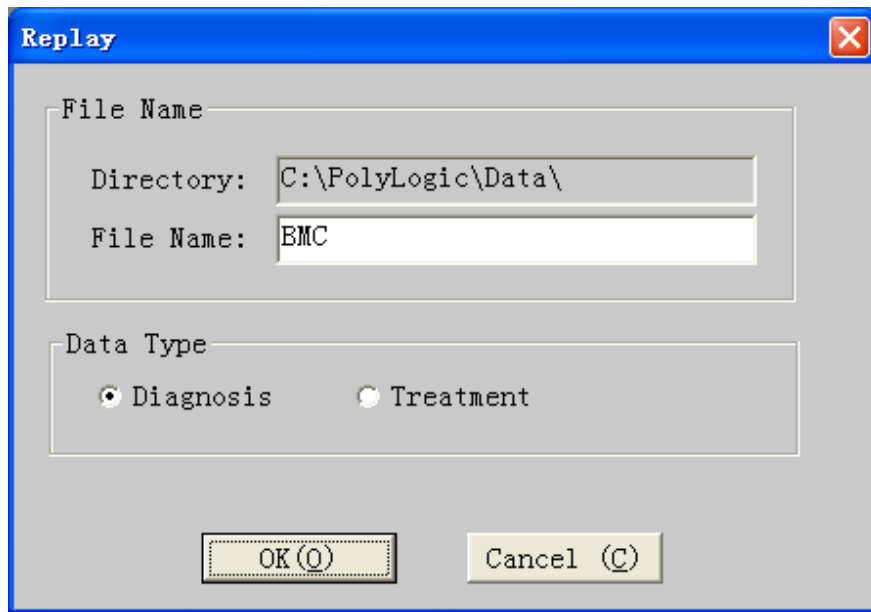 Replay
File Name
Directory: C:\PolyLogic\Data\
File Name: BMC
Data Type
Diagnosis Treatment
OK(O) Cancel (C)